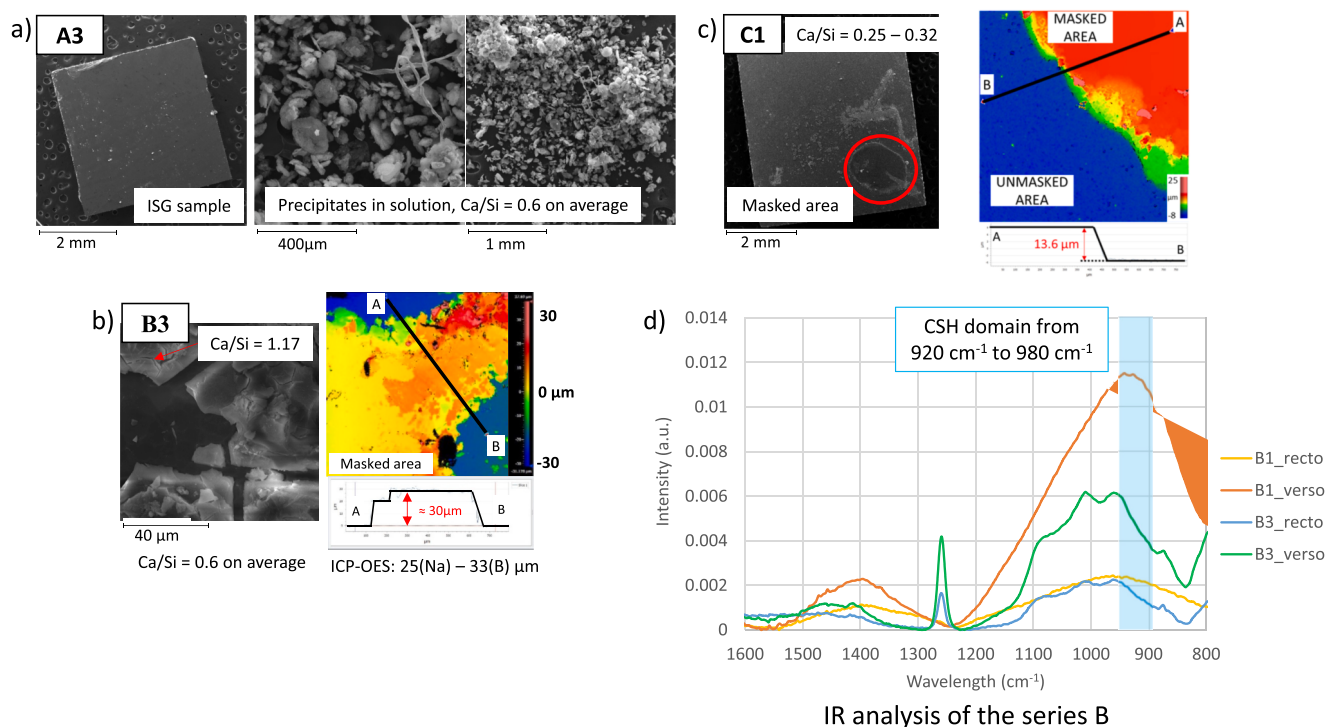 a)
A3
ISG sample
2 mm
Precipitates in solution, Ca/Si = 0.6 on average
400µm
1 mm
c)
C1
Ca/Si = 0.25 – 0.32
Masked area
2 mm
MASKED
AREA
A
B
UNMASKED
AREA
25
µm
-8
A
13.6 µm
B
b)
B3
Ca/Si = 1.17
40 µm
Ca/Si = 0.6 on average
A
B
30
0 µm
-30
Masked area
A
≈ 30µm
B
ICP-OES: 25(Na) – 33(B) µm
d)
CSH domain from
920 cm-1 to 980 cm-1
Intensity (a.u.)
0.014
0.012
0.01
0.008
0.006
0.004
0.002
0
1600
1500
1400
1300
1200
1100
1000
900
800
Wavelength (cm-1)
B1_recto
B1_verso
B3_recto
B3_verso
IR analysis of the series B